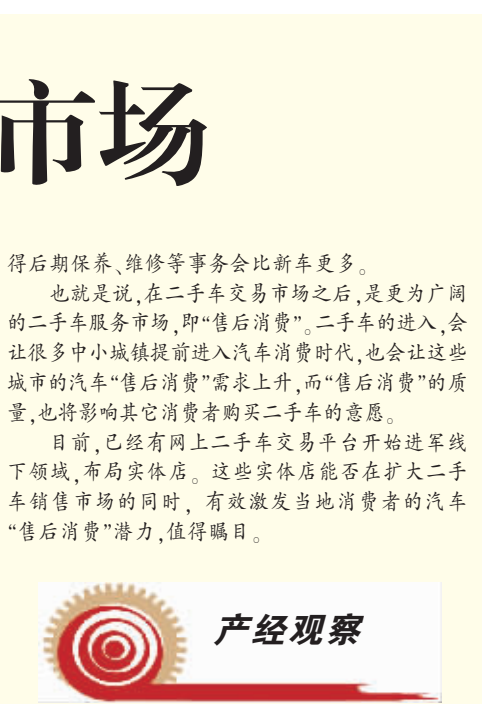 市场
得后期保养、维修等事务会比新车更多。
也就是说,在二手车交易市场之后,是更为广阔
的二手车服务市场,即“售后消费”。二手车的进入,会
让很多中小城镇提前进入汽车消费时代,也会让这些
城市的汽车“售后消费”需求上升,而“售后消费”的质
量,也将影响其它消费者购买二手车的意愿。
目前,已经有网上二手车交易平台开始进军线
下领域,布局实体店。这些实体店能否在扩大二手
车销售市场的同时,有效激发当地消费者的汽车
“售后消费”潜力,值得瞩目。
产经观察